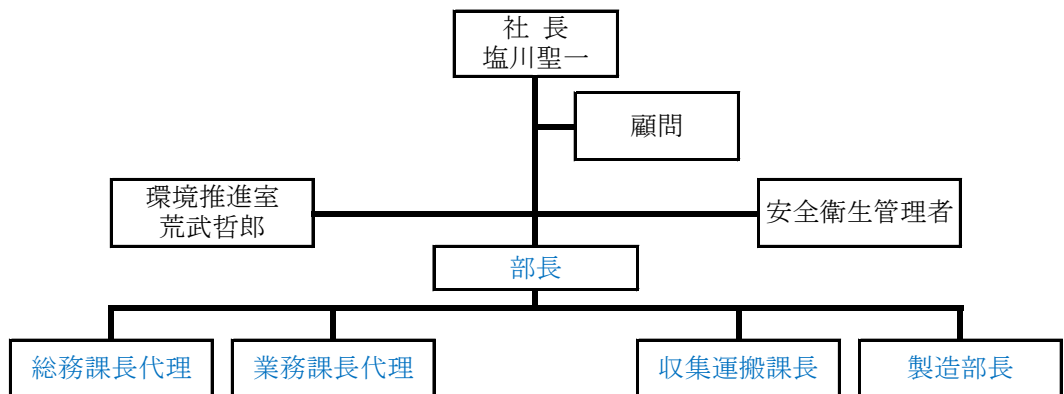 社 長
塩川聖一
顧問
環境推進室
荒武哲郎
安全衛生管理者
部長
総務課長代理
業務課長代理
収集運搬課長
製造部長